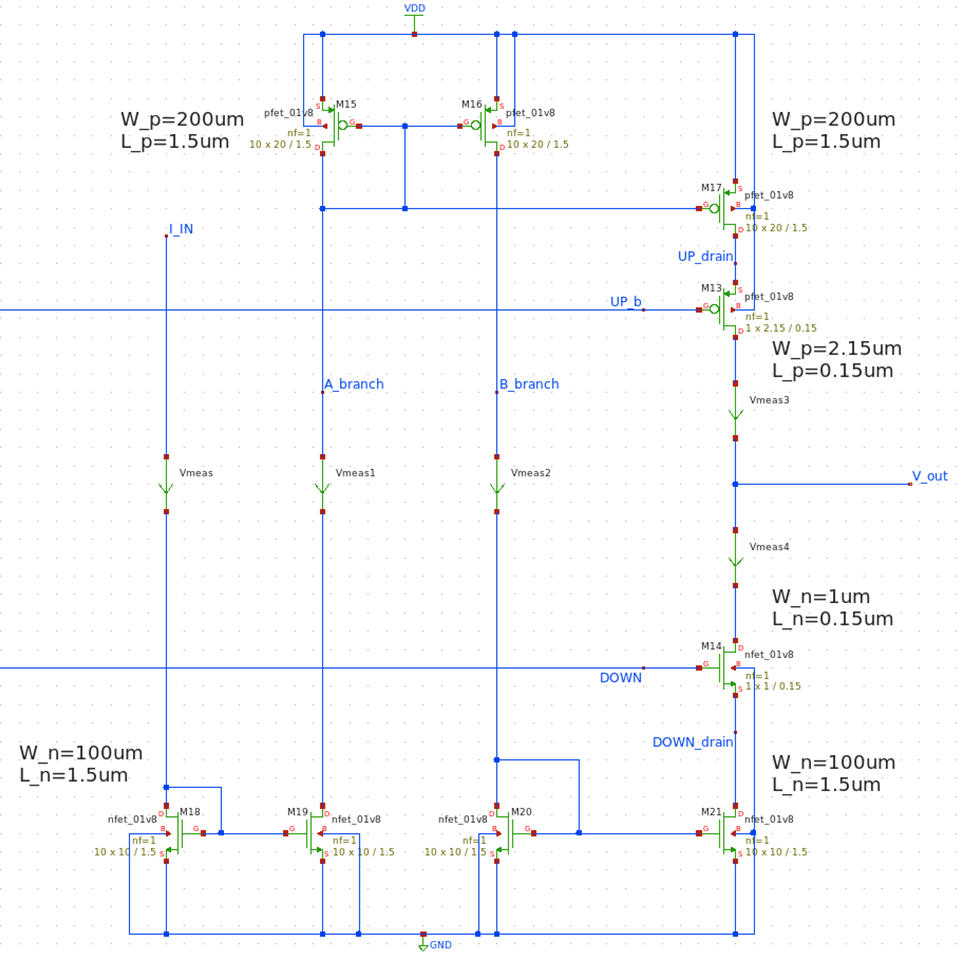 VDD
M15
M16
pfet_01v8
pfet_01v8
S
S
B
G
G
B
nf=1
nf=1
10 x 20 / 1.5
10 x 20 / 1.5
D
D
W_p=200um
L_p=1.5um
W_p=200um
L_p=1.5um
M17
S
pfet_01v8
G
B
nf=1
10 x 20 / 1.5
D
I_IN
UP_drain
M13
S
pfet_01v8
UP_b
G
B
nf=1
1 x 2.15 / 0.15
D
W_p=2.15um
L_p=0.15um
A_branch
B_branch
Vmeas3
Vmeas
Vmeas1
Vmeas2
V_out
Vmeas4
W_n=1um
L_n=0.15um
M14
D
nfet_01v8
G
B
nf=1
1 x 1 / 0.15
S
DOWN
DOWN_drain
W_n=100um
L_n=1.5um
W_n=100um
L_n=1.5um
D
M18
nfet_01v8
B
G
nf=1
10 x 10 / 1.5
S
M19
D
nfet_01v8
G
B
nf=1
10 x 10 / 1.5
S
D
M20
nfet_01v8
B
G
nf=1
10 x 10 / 1.5
S
M21
D
nfet_01v8
G
B
nf=1
10 x 10 / 1.5
S
GND